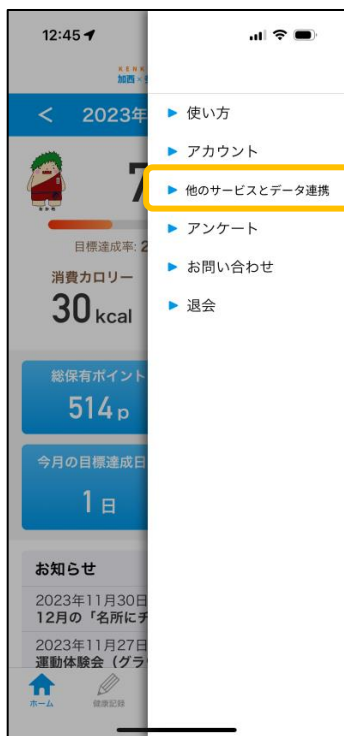 12:45
KENK
加西×
< 2023年
7
目標達成率: 2
消費カロリー
30 kcal
総保有ポイント
514 p
今月の目標達成日
1 日
お知らせ
2023年11月30日
12月の「名所にチ
2023年11月27日
運動体験会（グラ
ホーム
健康記録
使い方
アカウント
他のサービスとデータ連携
アンケート
お問い合わせ
退会